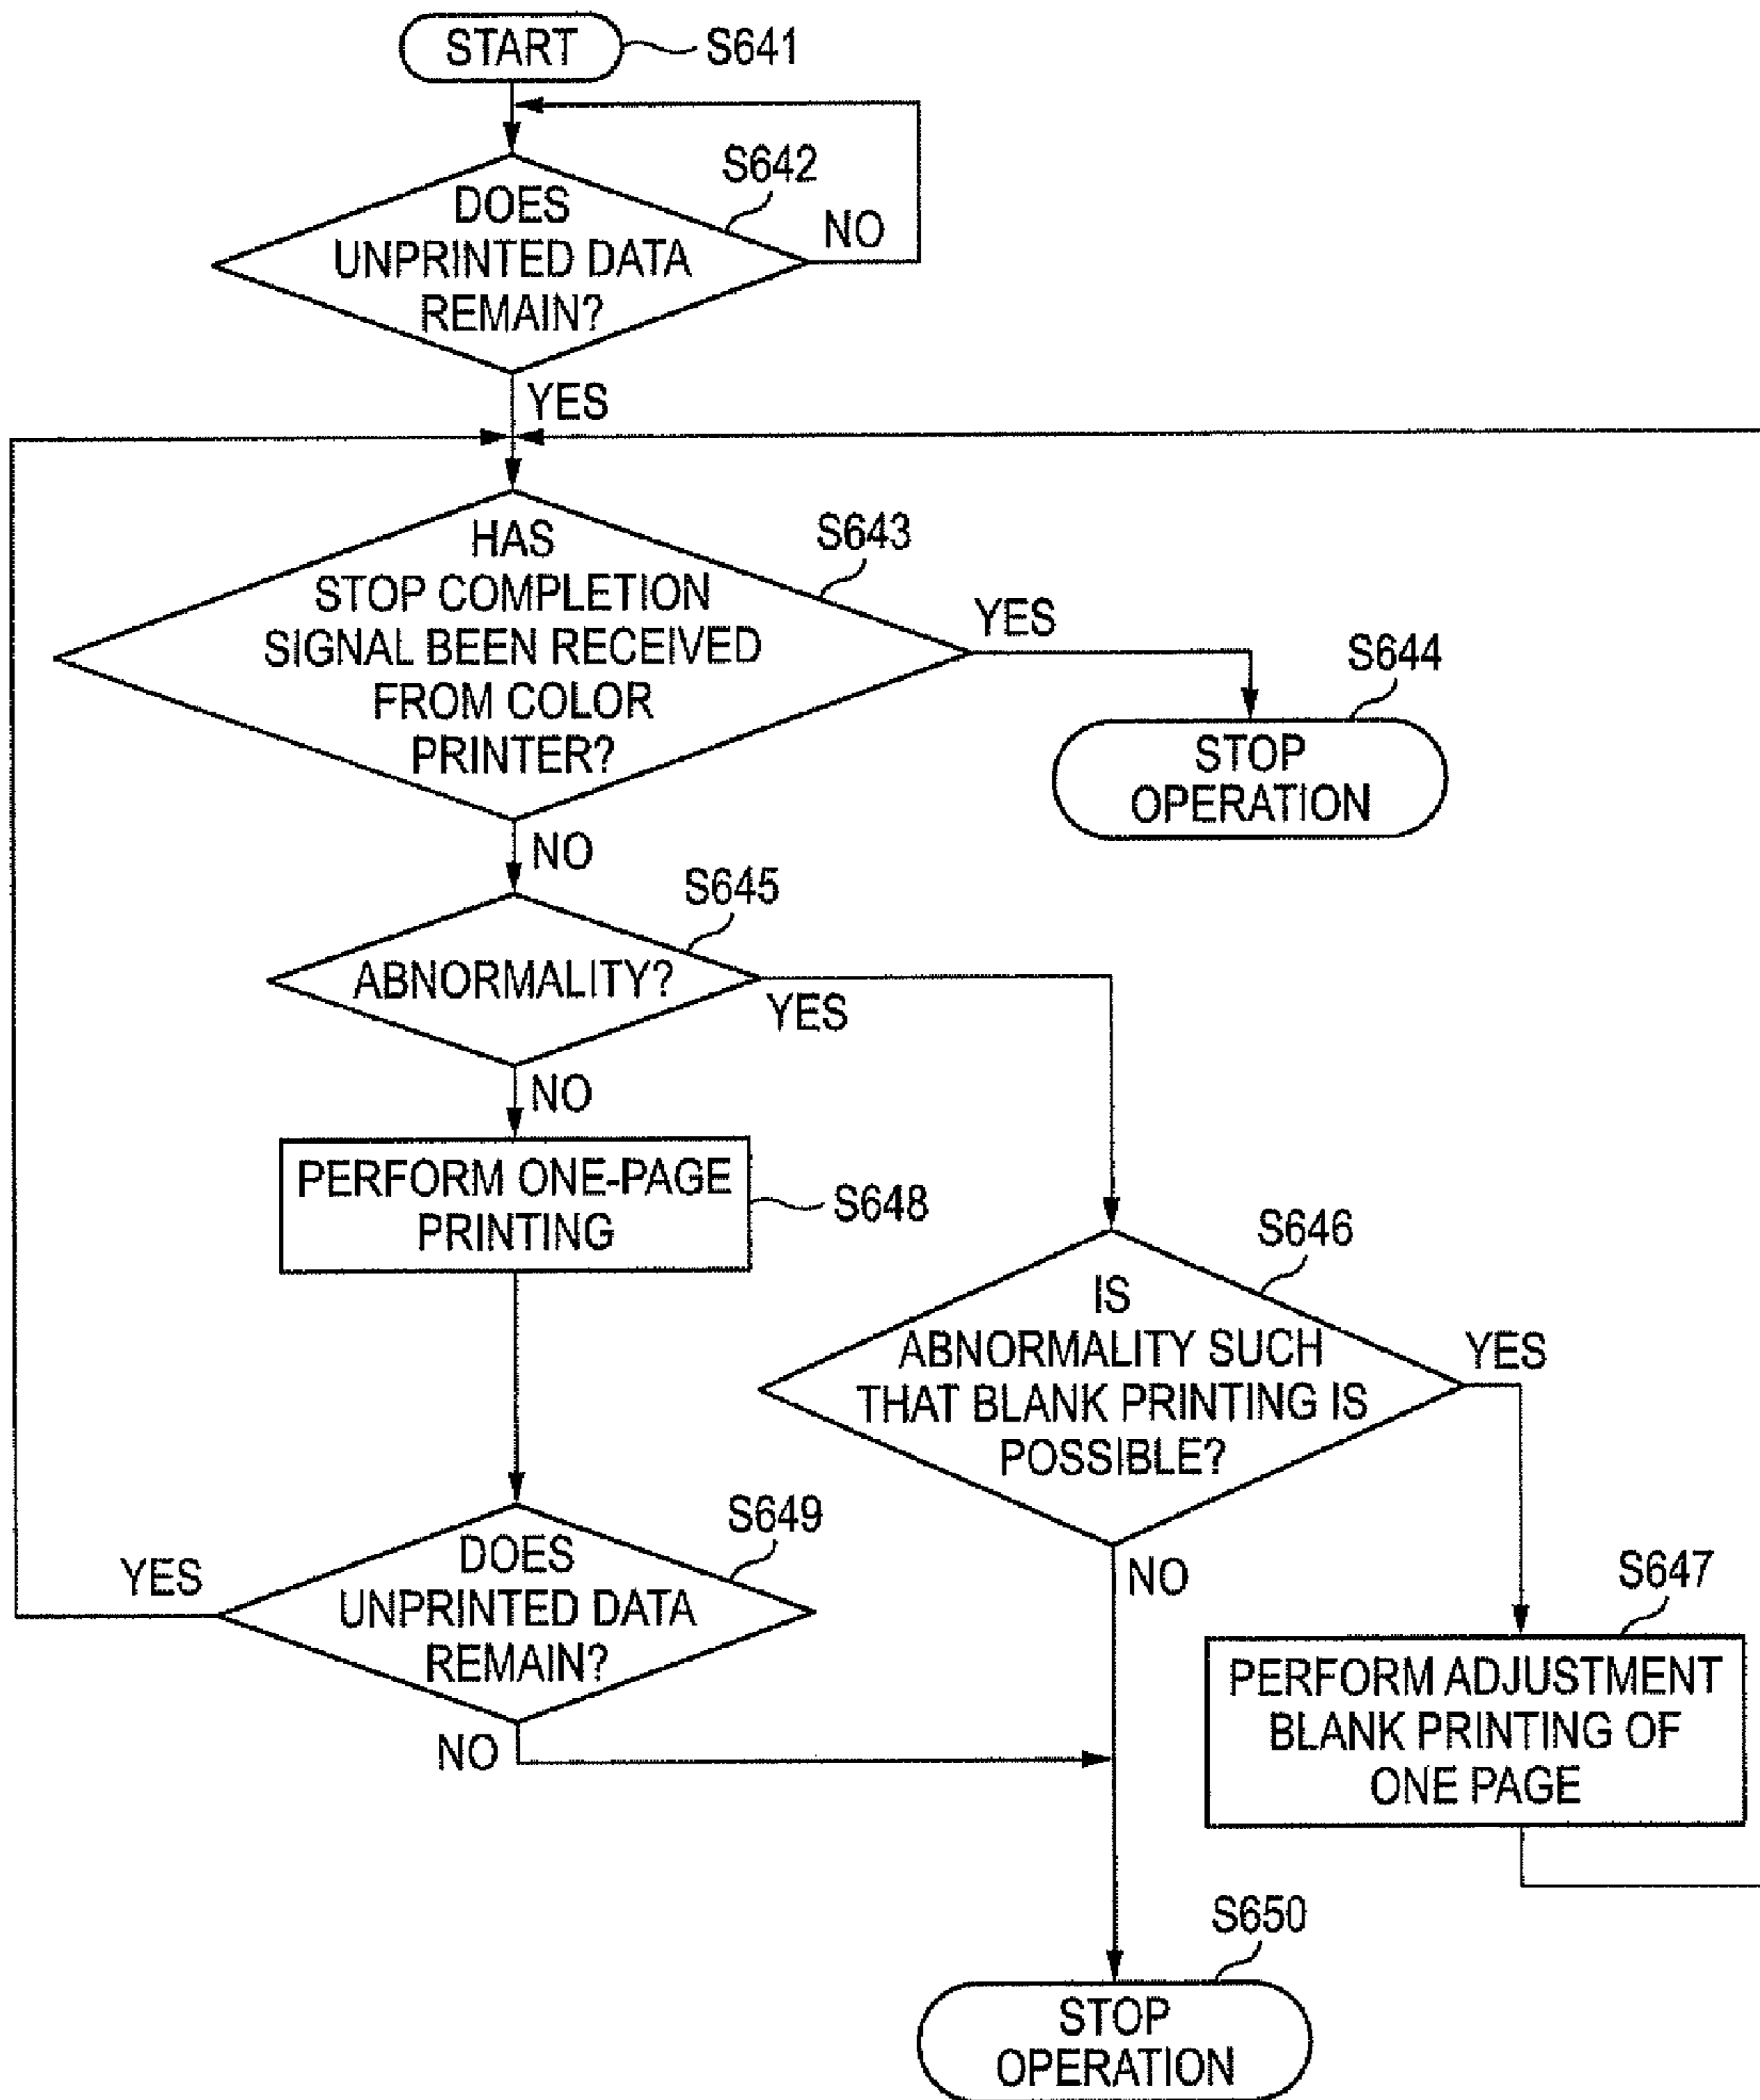 START
S641
S642
DOES
UNPRINTED DATA
REMAIN?
NO
YES
S643
HAS
STOP COMPLETION
SIGNAL BEEN RECEIVED
FROM COLOR
PRINTER?
YES
S644
STOP
OPERATION
NO
S645
ABNORMALITY?
YES
NO
PERFORM ONE-PAGE
PRINTING
S648
S646
IS
ABNORMALITY SUCH
THAT BLANK PRINTING IS
POSSIBLE?
YES
NO
S649
DOES
UNPRINTED DATA
REMAIN?
YES
NO
S647
PERFORM ADJUSTMENT
BLANK PRINTING OF
ONE PAGE
S650
STOP
OPERATION